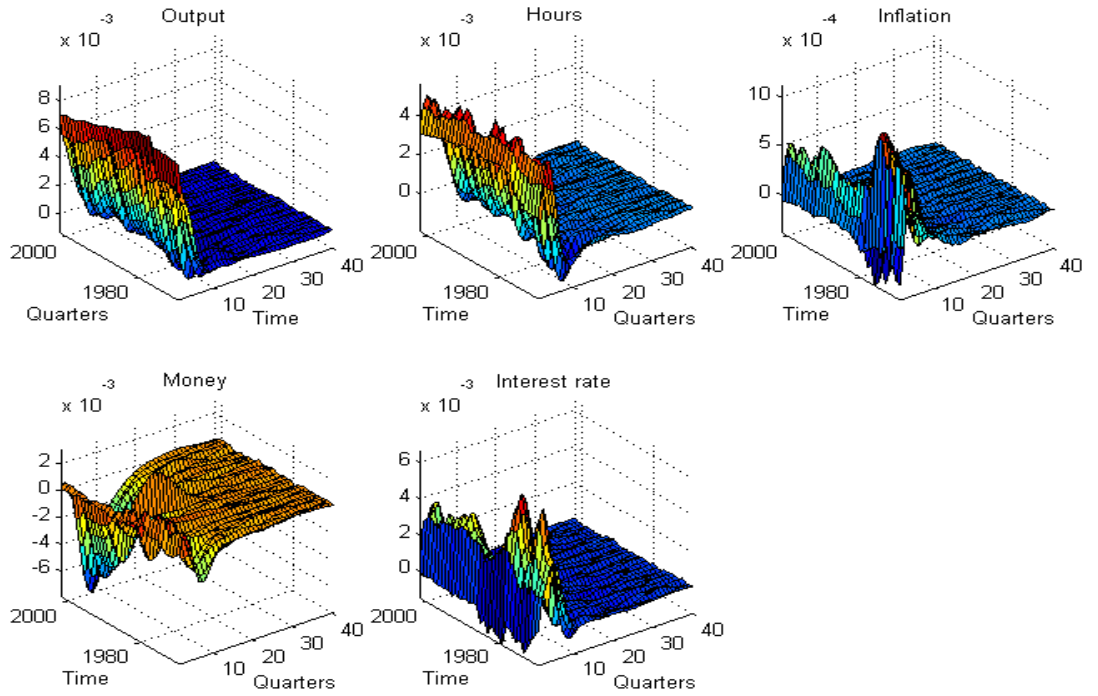 Output
x 10 -3
8
6
4
2
0
2000
1980
Quarters
10
20
30
40
Time
Hours
x 10 -3
4
2
0
2000
1980
Time
10
20
30
40
Quarters
Inflation
x 10 -4
10
5
0
2000
1980
Time
10
20
30
40
Quarters
Money
x 10 -3
2
0
-2
-4
-6
2000
1980
Time
10
20
30
40
Quarters
Interest rate
x 10 -3
6
4
2
0
2000
1980
Time
10
20
30
40
Quarters